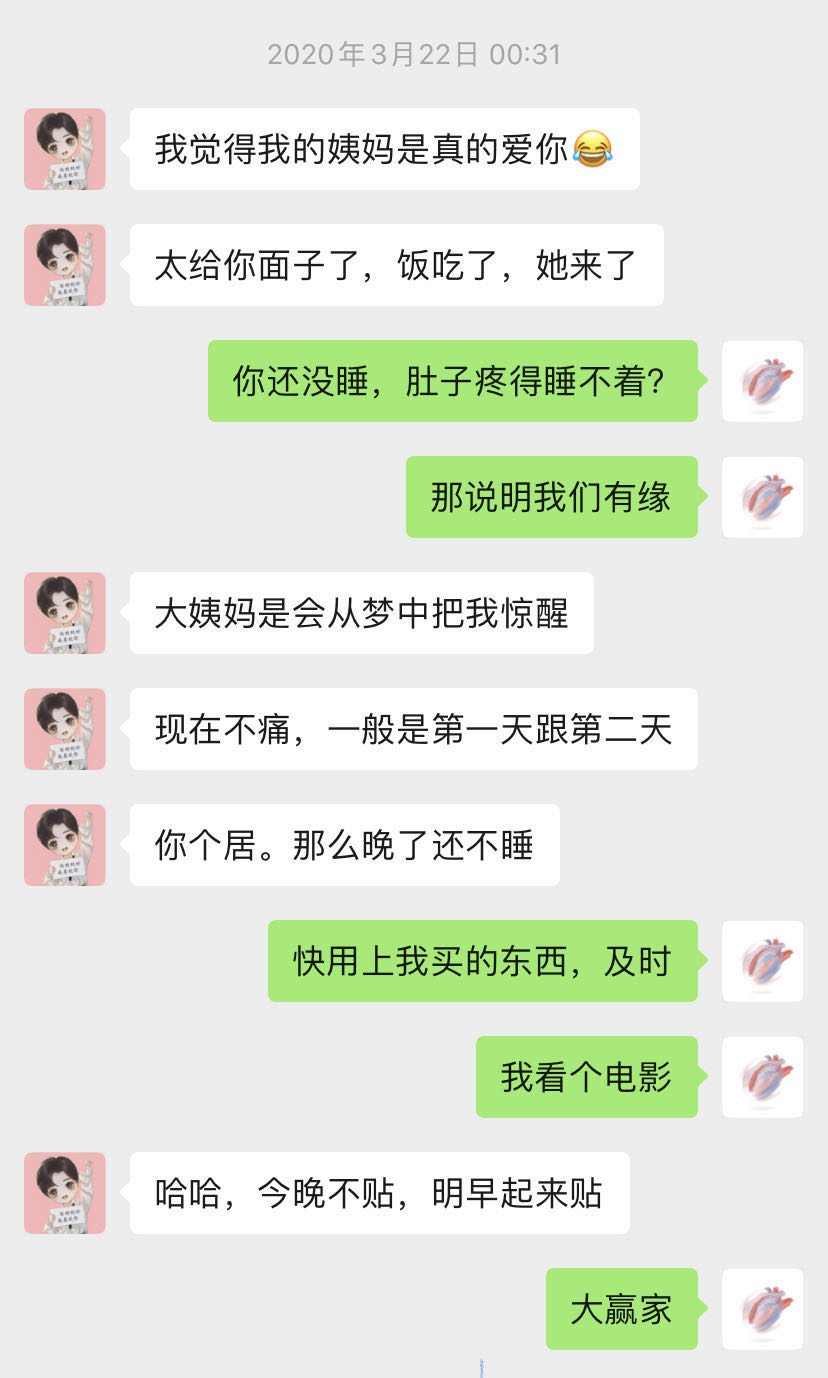 2020年3月22日 00:31
我觉得我的姨妈是真的爱你😂
太给你面子了，饭吃了，她来了
你还没睡，肚子疼得睡不着?
那说明我们有缘
大姨妈是会从梦中把我惊醒
现在不痛，一般是第一天跟第二天
你个居。那么晚了还不睡
快用上我买的东西，及时
我看个电影
哈哈，今晚不贴，明早起来贴
大赢家